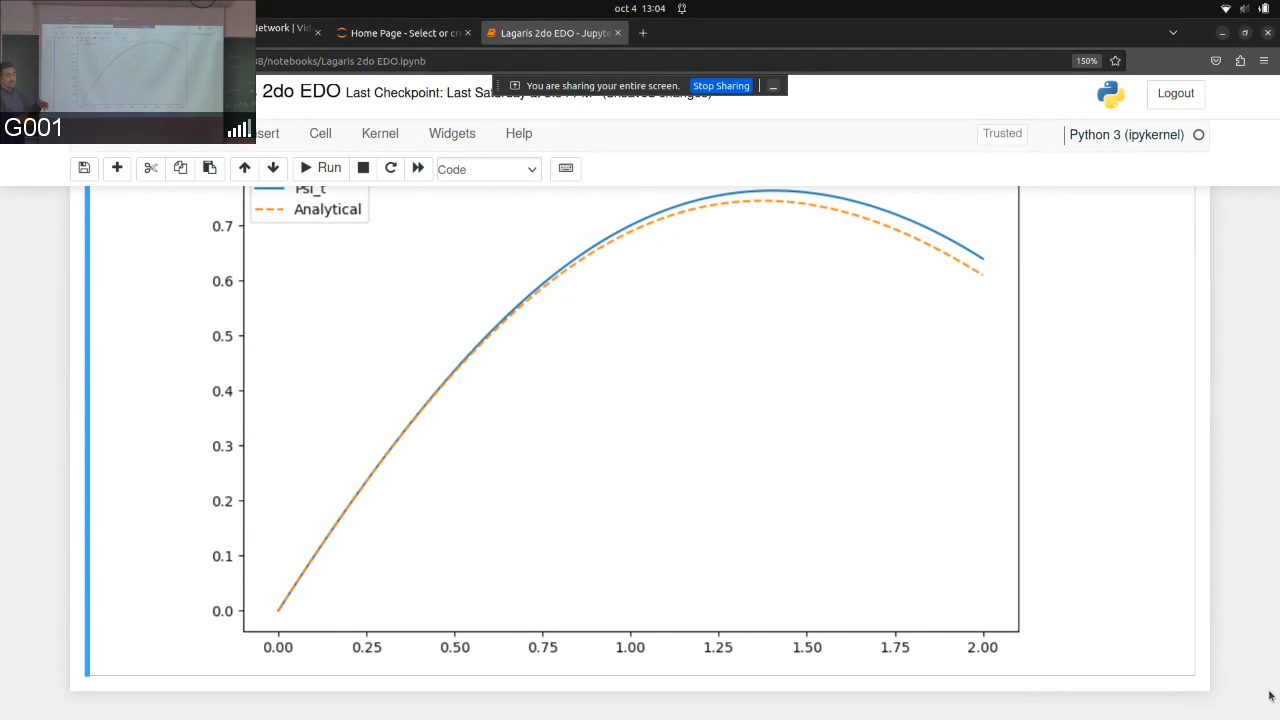 oct 4 13:04
Network | Vid
Home Page - Select or cr
Lagaris 2do EDO - Jupyte
38/notebooks/Lagaris 2do EDO.ipynb
150%
You are sharing your entire screen.
Stop Sharing
2do EDO Last Checkpoint: Last
Logout
G001
nsert
Cell
Kernel
Widgets
Help
Trusted
Python 3 (ipykernel)
Run
Code
Psi_t
Analytical
0.7
0.6
0.5
0.4
0.3
0.2
0.1
0.0
0.00 0.25 0.50 0.75 1.00 1.25 1.50 1.75 2.00